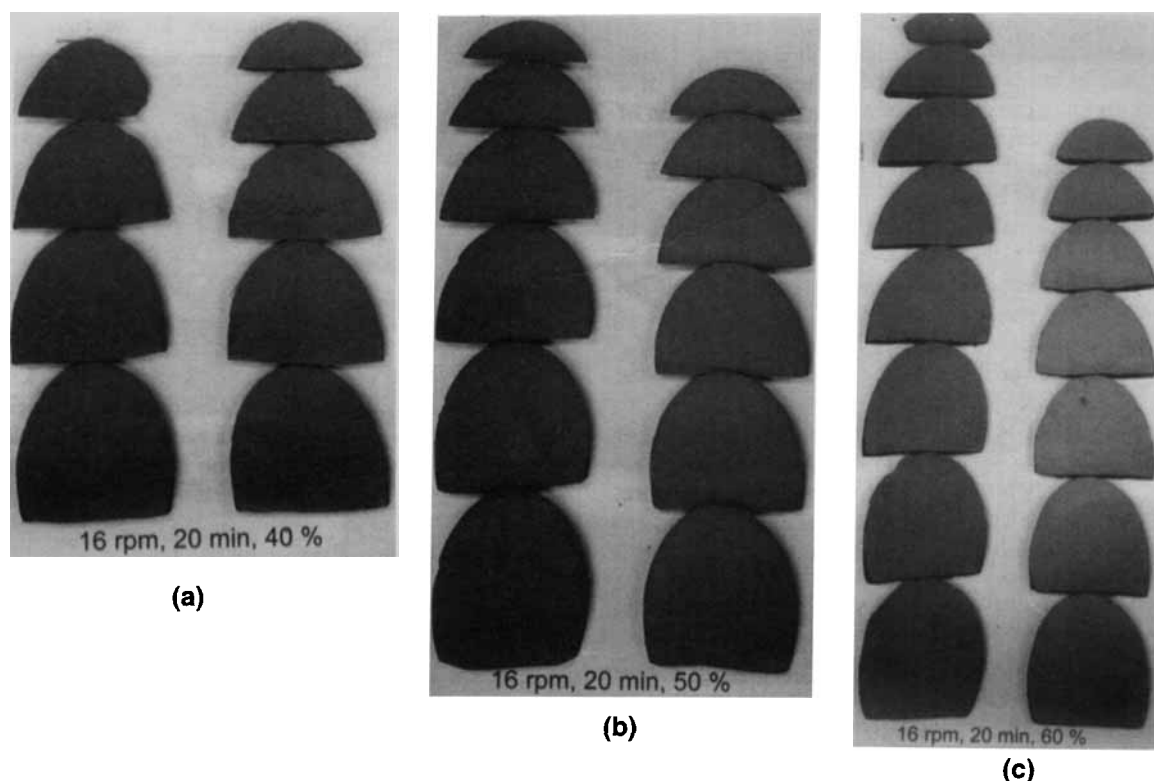 16 rpm, 20 min, 40 %
(a)
16 rpm, 20 min, 50 %
(b)
16 rpm, 20 min, 60 %
(c)